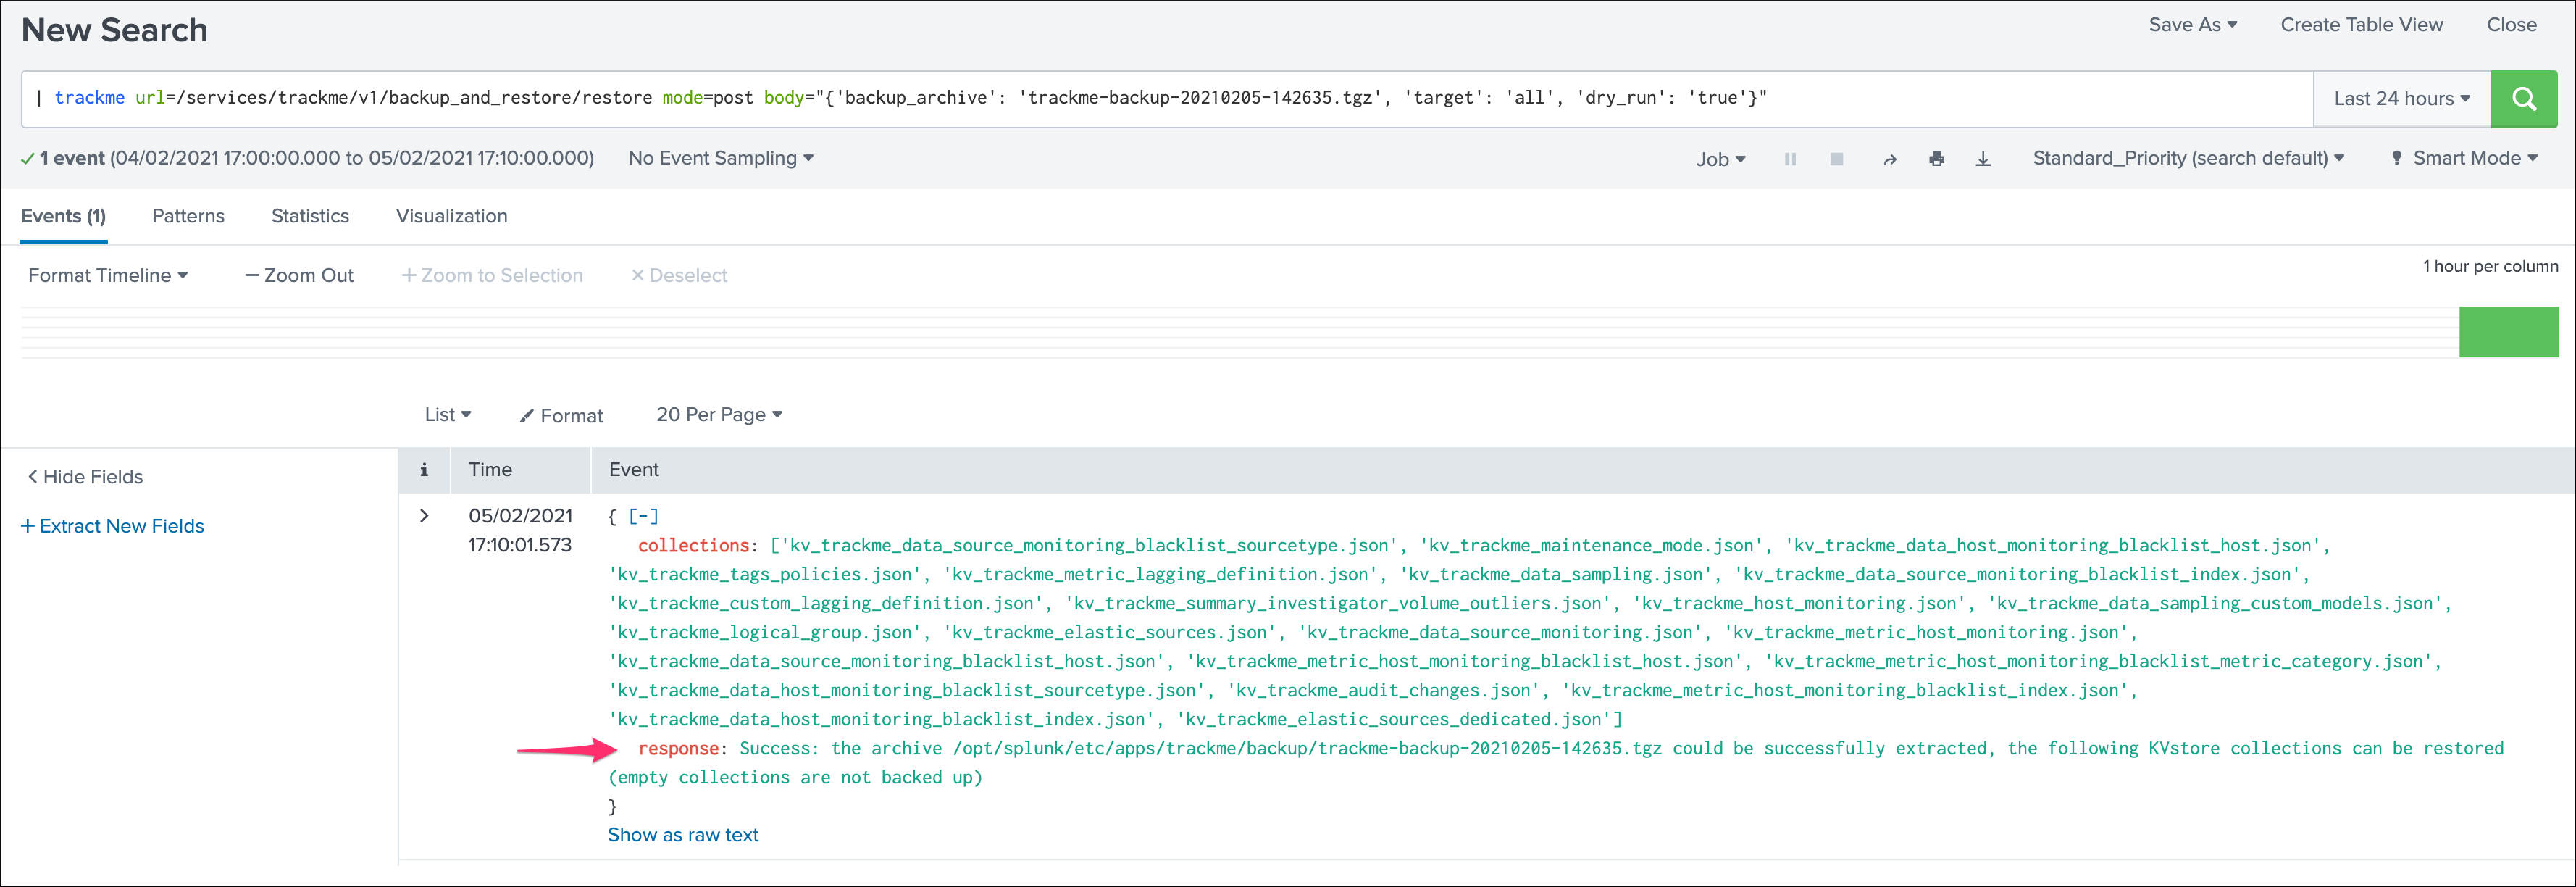 New Search
Save As
Create Table View
Close
| trackme url=/services/trackme/v1/backup_and_restore/restore mode=post body="{'backup_archive': 'trackme-backup-20210205-142635.tgz', 'target': 'all', 'dry_run': 'true'}"
Last 24 hours
1 event (04/02/2021 17:00:00.000 to 05/02/2021 17:10:00.000)
No Event Sampling
Job
Standard_Priority (search default)
Smart Mode
Events (1)
Patterns
Statistics
Visualization
Format Timeline
— Zoom Out
+ Zoom to Selection
× Deselect
1 hour per column
List
Format
20 Per Page
< Hide Fields
+ Extract New Fields
i
Time
Event
>
05/02/2021
17:10:01.573
{ [-]
collections: ['kv_trackme_data_source_monitoring_blacklist_sourcetype.json', 'kv_trackme_maintenance_mode.json', 'kv_trackme_data_host_monitoring_blacklist_host.json',
'kv_trackme_tags_policies.json', 'kv_trackme_metric_lagging_definition.json', 'kv_trackme_data_sampling.json', 'kv_trackme_data_source_monitoring_blacklist_index.json',
'kv_trackme_custom_lagging_definition.json', 'kv_trackme_summary_investigator_volume_outliers.json', 'kv_trackme_host_monitoring.json', 'kv_trackme_data_sampling_custom_models.json',
'kv_trackme_logical_group.json', 'kv_trackme_elastic_sources.json', 'kv_trackme_data_source_monitoring.json', 'kv_trackme_metric_host_monitoring.json',
'kv_trackme_data_source_monitoring_blacklist_host.json', 'kv_trackme_metric_host_monitoring_blacklist_host.json', 'kv_trackme_metric_host_monitoring_blacklist_metric_category.json',
'kv_trackme_data_host_monitoring_blacklist_sourcetype.json', 'kv_trackme_audit_changes.json', 'kv_trackme_metric_host_monitoring_blacklist_index.json',
'kv_trackme_data_host_monitoring_blacklist_index.json', 'kv_trackme_elastic_sources_dedicated.json']
response: Success: the archive /opt/splunk/etc/apps/trackme/backup/trackme-backup-20210205-142635.tgz could be successfully extracted, the following KVstore collections can be restored
(empty collections are not backed up)
}
Show as raw text